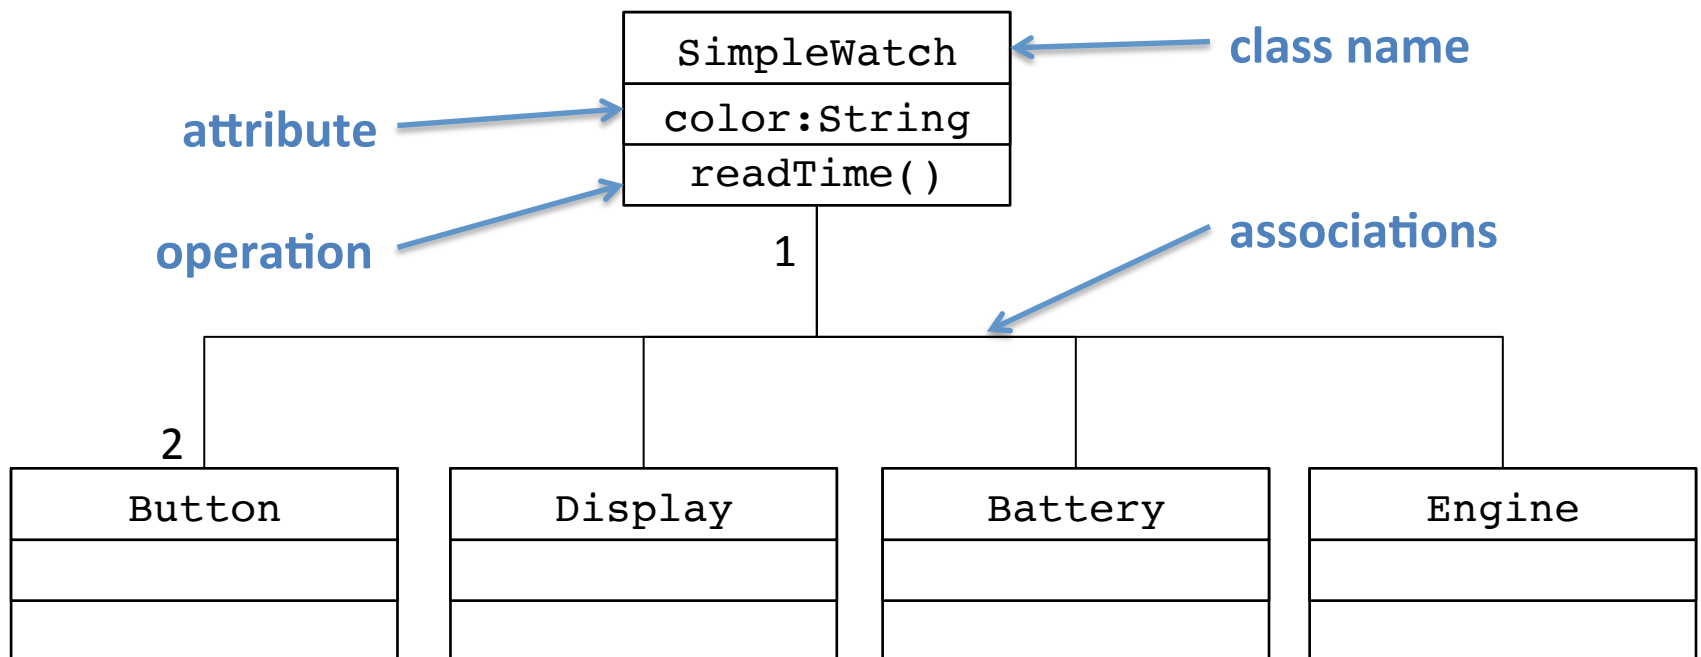 SimpleWatch
class name
color:String
attribute
readTime()
operation
associations
1
2
Button
Display
Battery
Engine